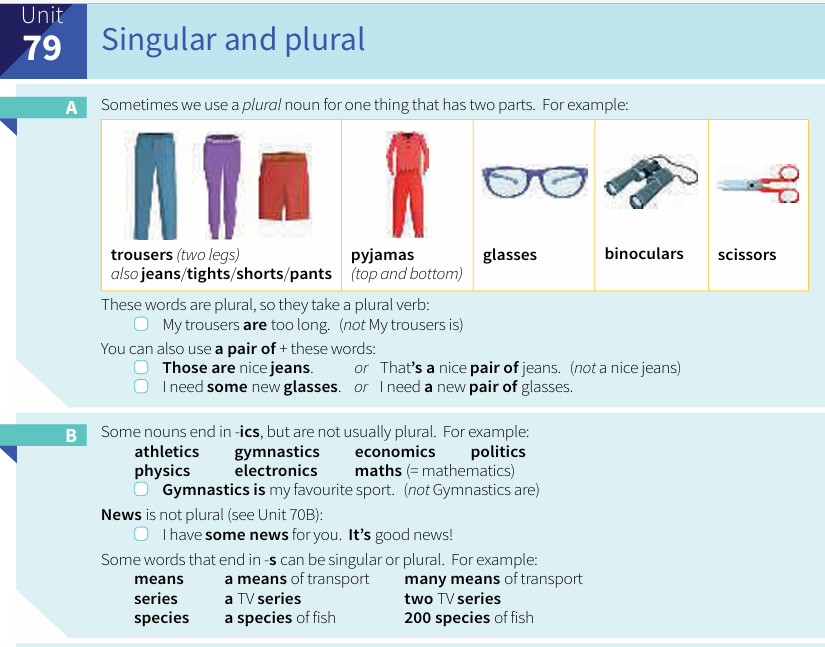 Unit
79
Singular and plural
A
Sometimes we use a plural noun for one thing that has two parts. For example:
trousers (two legs)
also jeans/tights/shorts/pants
pyjamas
(top and bottom)
glasses
binoculars
scissors
These words are plural, so they take a plural verb:
My trousers are too long. (not My trousers is)
You can also use a pair of + these words:
Those are nice jeans. or That's a nice pair of jeans. (not a nice jeans)
I need some new glasses. or I need a new pair of glasses.
B
Some nouns end in -ics, but are not usually plural. For example:
athletics gymnastics economics politics
physics electronics maths (= mathematics)
Gymnastics is my favourite sport. (not Gymnastics are)
News is not plural (see Unit 70B):
I have some news for you. It's good news!
Some words that end in -s can be singular or plural. For example:
means a means of transport many means of transport
series a TV series two TV series
species a species of fish 200 species of fish